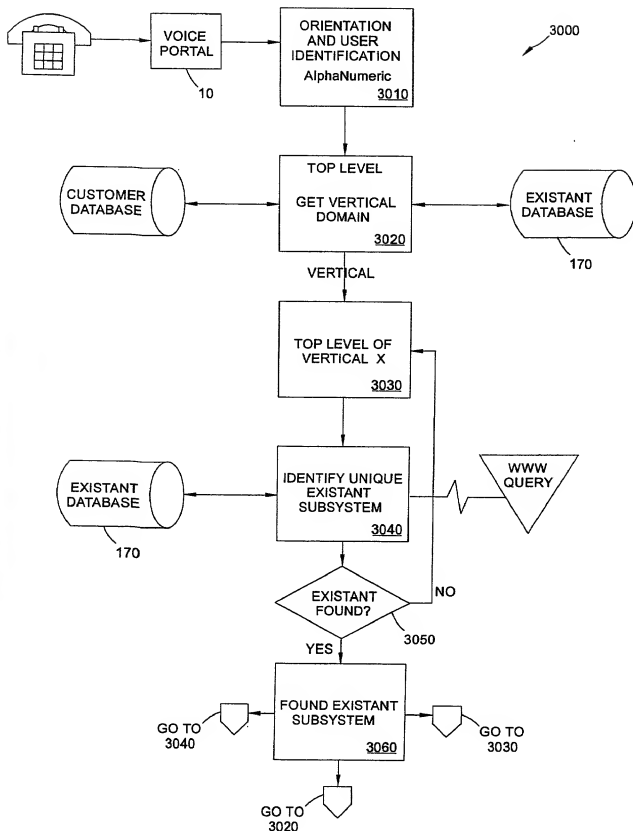 ORIENTATION
AND USER
IDENTIFICATION
AlphaNumeric
3010
VOICE
PORTAL
10
3000
TOP LEVEL
GET VERTICAL
DOMAIN
3020
CUSTOMER
DATABASE
EXISTANT
DATABASE
170
VERTICAL
TOP LEVEL OF
VERTICAL X
3030
IDENTIFY UNIQUE
EXISTANT
SUBSYSTEM
3040
EXISTANT
DATABASE
170
WWW
QUERY
EXISTANT
FOUND?
NO
3050
YES
FOUND EXISTANT
SUBSYSTEM
3060
GO TO
3040
GO TO
3030
GO TO
3020